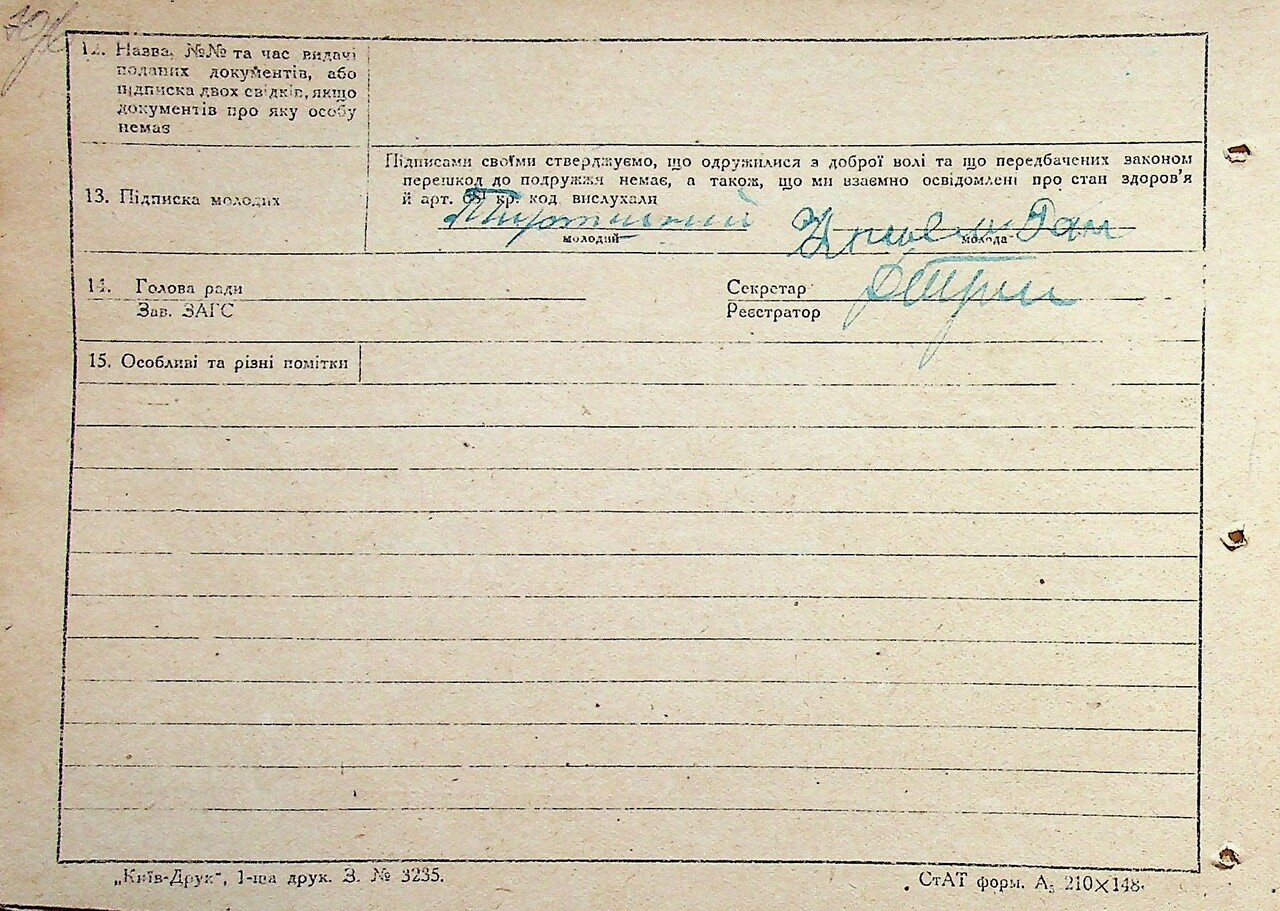 12. Назва, №№ та час видачі
поданих документів, або
підписка двох свідків, якщо
документів про яку особу
немає
Підписами своїми стверджуємо, що одружилися з доброї волі та що передбачених законом
перешкод до подружжя немає, а також, що ми взаємно освідомлені про стан здоров'я
13. Підписка молодих
й арт. кр. код. вислухали
молодий молода
14. Голова ради Секретар
Зав. ЗАГС Реєстратор
15. Особливі та різні помітки
„Київ-Друк", 1-ша друк. З. № 3235. СтАТ форм. А₅ 210×148.